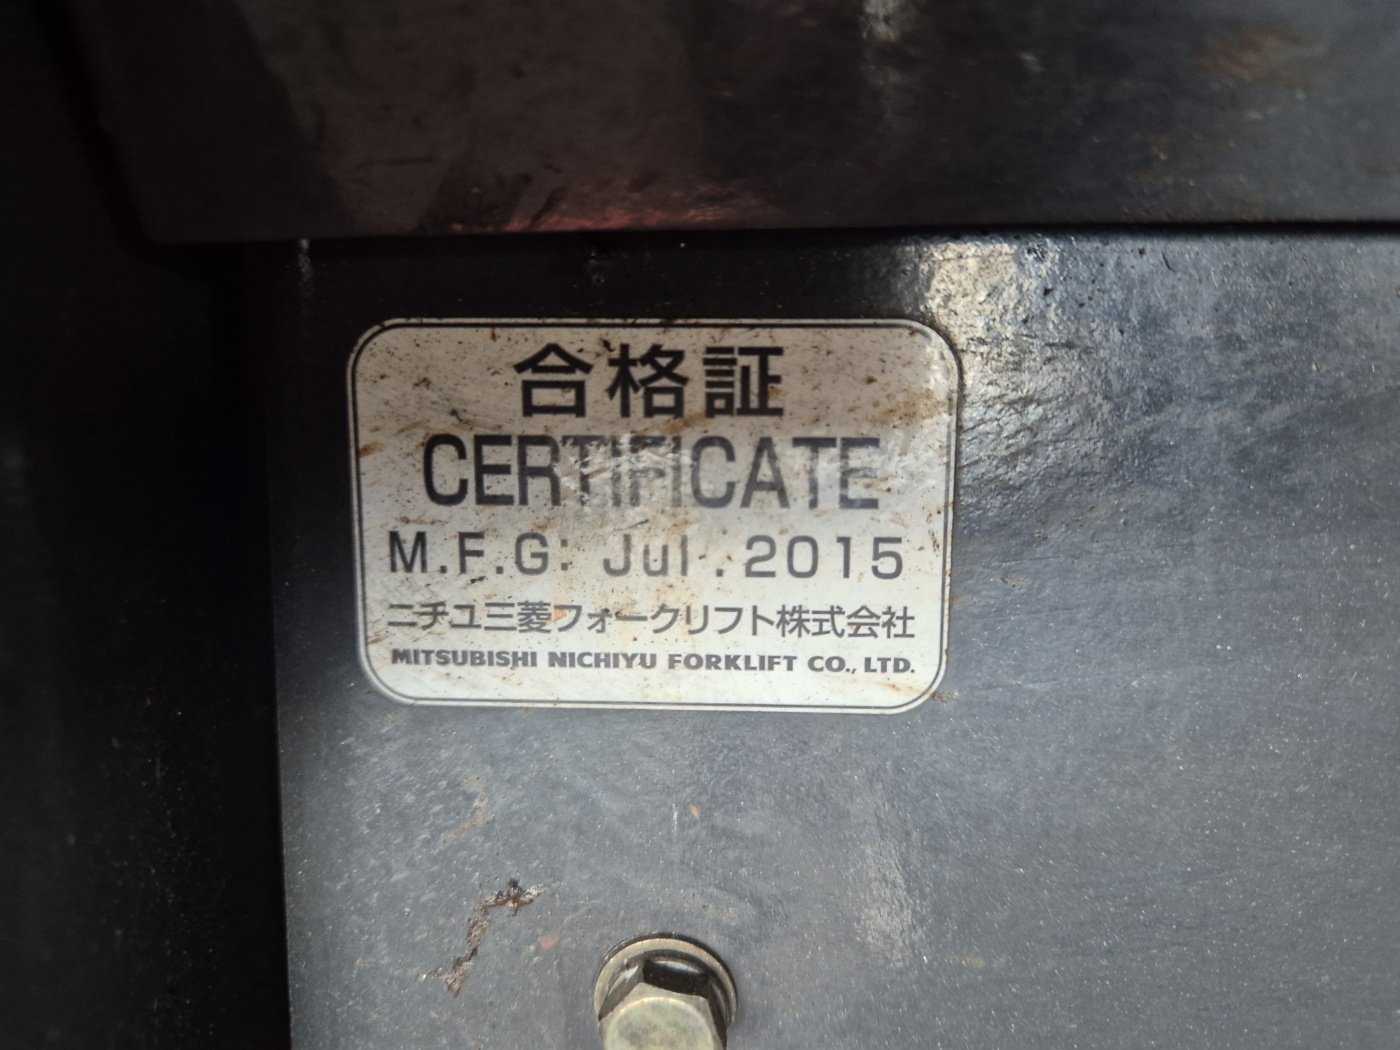 合格証
CERTIFICATE
M.F.G: Jul.2015
ニチユ三菱フォークリフト株式会社
MITSUBISHI NICHIYU FORKLIFT CO., LTD.